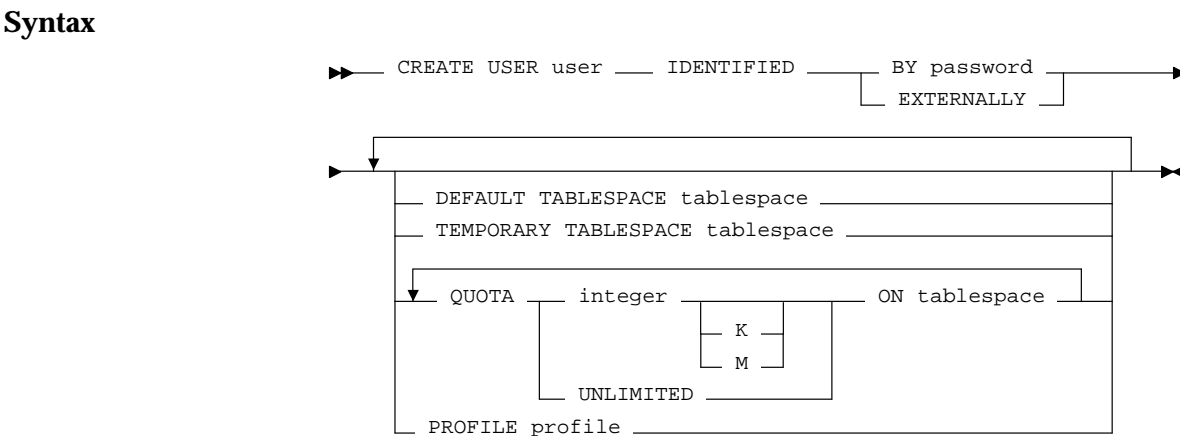 Syntax
CREATE USER user IDENTIFIED BY password
EXTERNALLY
DEFAULT TABLESPACE tablespace
TEMPORARY TABLESPACE tablespace
QUOTA integer ON tablespace
K
M
UNLIMITED
PROFILE profile